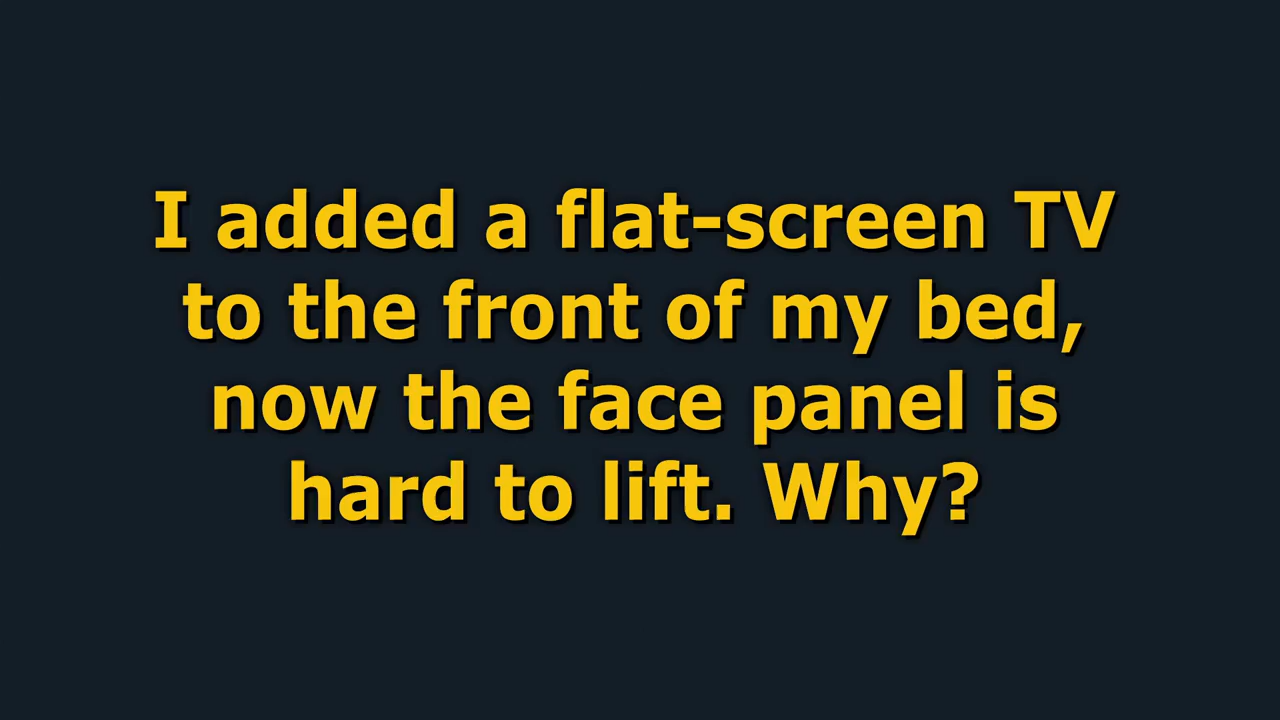 I added a flat-screen TV
to the front of my bed,
now the face panel is
hard to lift. Why?